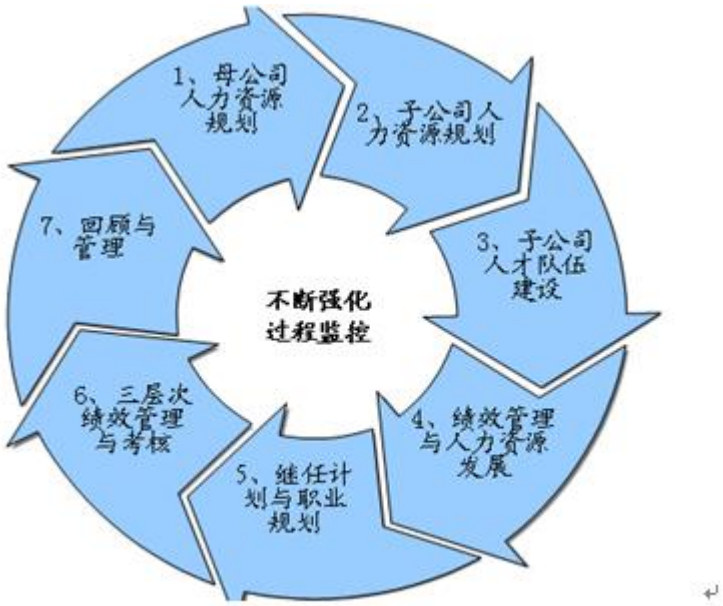 1、母公司
人力资源
规划
2、子公司人
力资源规划
3、子公司
人才队伍
建设
4、绩效管理
与人力资源
发展
5、继任计
划与职业
规划
6、三层次
绩效管理
与考核
7、回顾与
管理
不断强化
过程监控